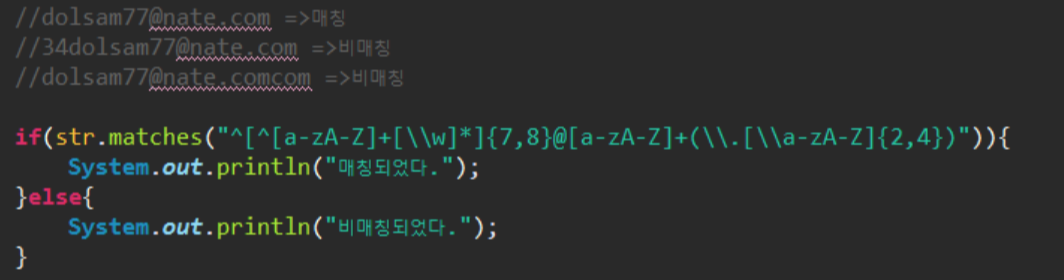 //dolsam77@nate.com =>매칭
//34dolsam77@nate.com =>비매칭
//dolsam77@nate.comcom =>비매칭
if(str.matches("^[^[a-zA-Z]+[\\w]*]{7,8}@[a-zA-Z]+(\\.[\\a-zA-Z]{2,4})")){
System.out.println("매칭되었다.");
}else{
System.out.println("비매칭되었다.");
}